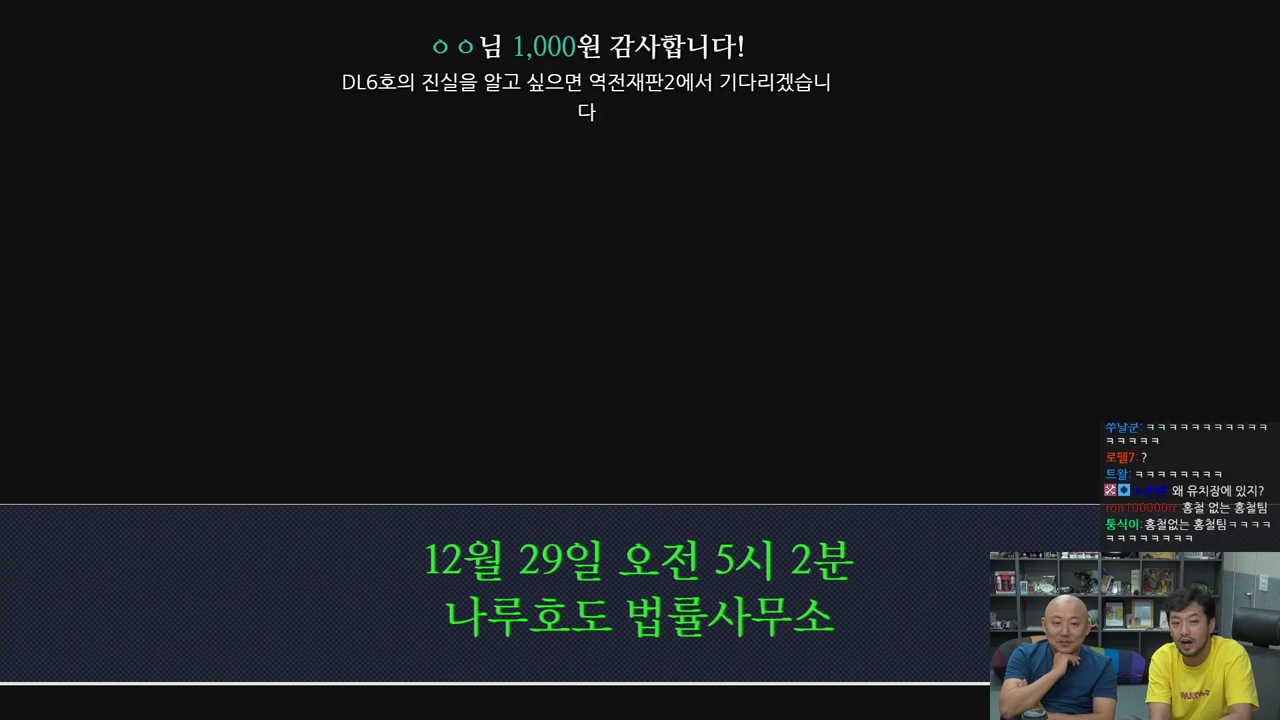 ㅇㅇ님 1,000원 감사합니다!
DL6호의 진실을 알고 싶으면 역전재판2에서 기다리겠습니
다
쭈날군: ㅋㅋㅋㅋㅋㅋㅋㅋㅋㅋㅋ
ㅋㅋㅋㅋㅋ
로펠7: ?
트왈: ㅋㅋㅋㅋㅋㅋㅋㅋ
왜 유치장에 있지?
ron100000rr: 홍철 없는 홍철팀
통식이: 홍철없는 홍철팀ㅋㅋㅋㅋ
ㅋㅋㅋㅋㅋㅋㅋㅋ
12월 29일 오전 5시 2분
나루호도 법률사무소